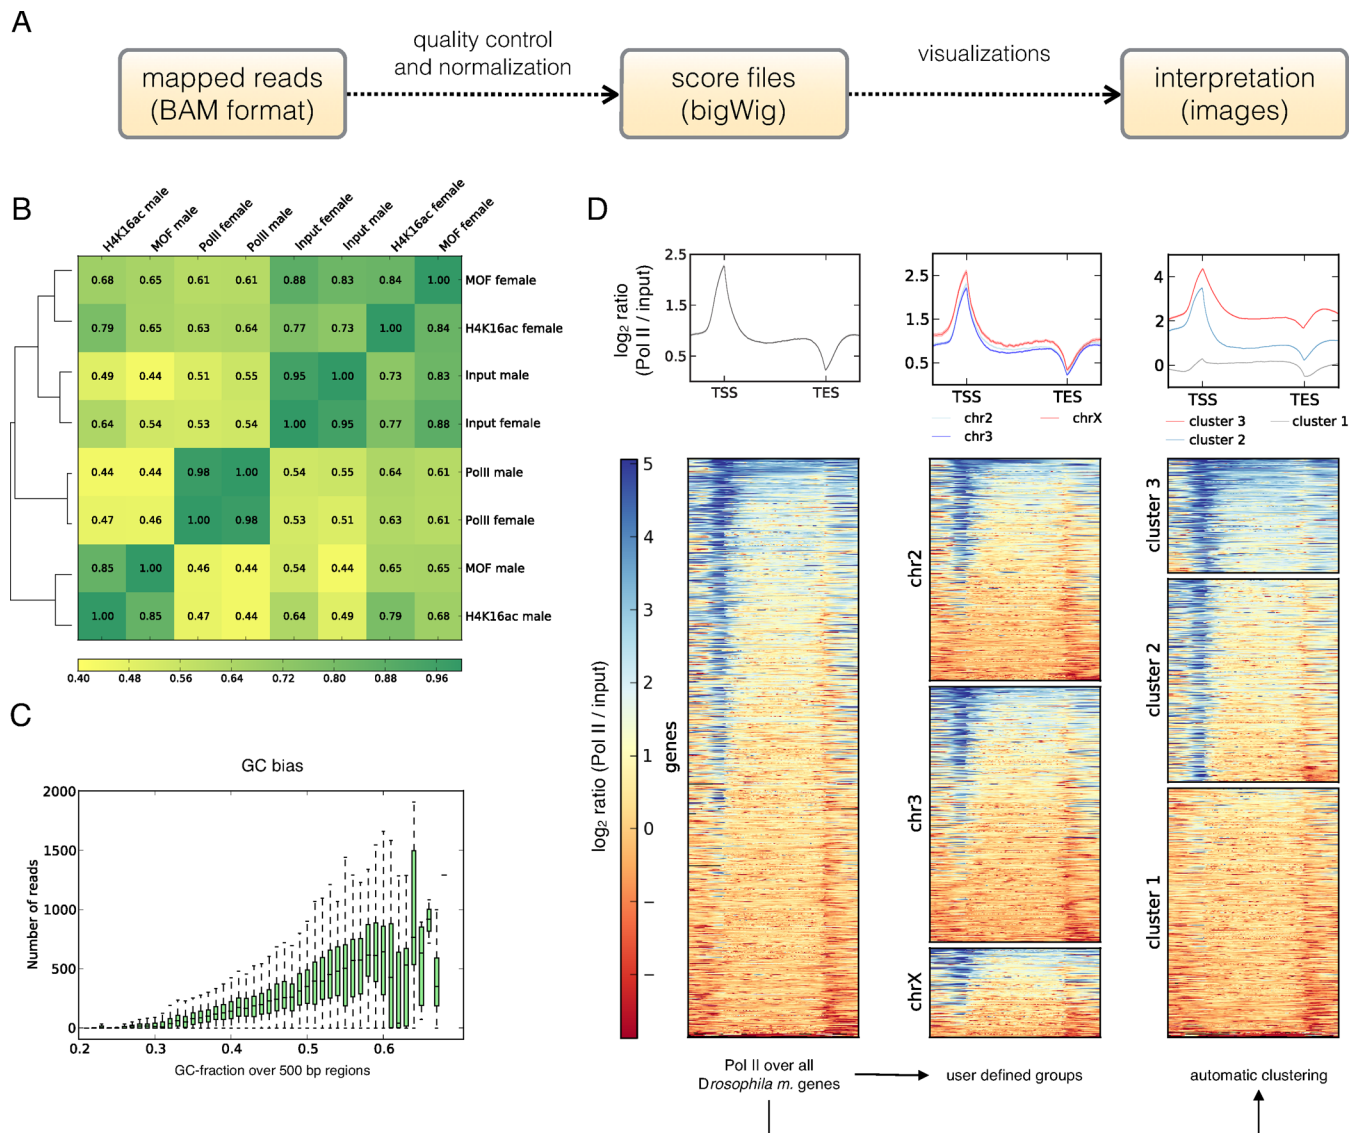 A
mapped reads
(BAM format)
quality control
and normalization
score files
(bigWig)
visualizations
interpretation
(images)
B
H4K16ac male
MOF male
PolII female
PolII male
Input female
Input male
H4K16ac female
MOF female
0.68 0.65 0.61 0.61 0.88 0.83 0.84 1.00 MOF female
0.79 0.65 0.63 0.64 0.77 0.73 1.00 0.84 H4K16ac female
0.49 0.44 0.51 0.55 0.95 1.00 0.73 0.83 Input male
0.64 0.54 0.53 0.54 1.00 0.95 0.77 0.88 Input female
0.44 0.44 0.98 1.00 0.54 0.55 0.64 0.61 PolII male
0.47 0.46 1.00 0.98 0.53 0.51 0.63 0.61 PolII female
0.85 1.00 0.46 0.44 0.54 0.44 0.65 0.65 MOF male
1.00 0.85 0.47 0.44 0.64 0.49 0.79 0.68 H4K16ac male
0.40 0.48 0.56 0.64 0.72 0.80 0.88 0.96
C
GC bias
Number of reads
2000
1500
1000
500
0
0.2 0.3 0.4 0.5 0.6
GC-fraction over 500 bp regions
D
log₂ ratio
(Pol II / input)
2.5
1.5
0.5
TSS TES
2.5
1.5
0.5
TSS TES
chr2 chrX
chr3
4
2
0
TSS TES
cluster 3 cluster 1
cluster 2
log₂ ratio (Pol II / input)
5
4
3
2
1
0
−
−
genes
chr2
chr3
chrX
cluster 3
cluster 2
cluster 1
Pol II over all
Drosophila m. genes
user defined groups
automatic clustering